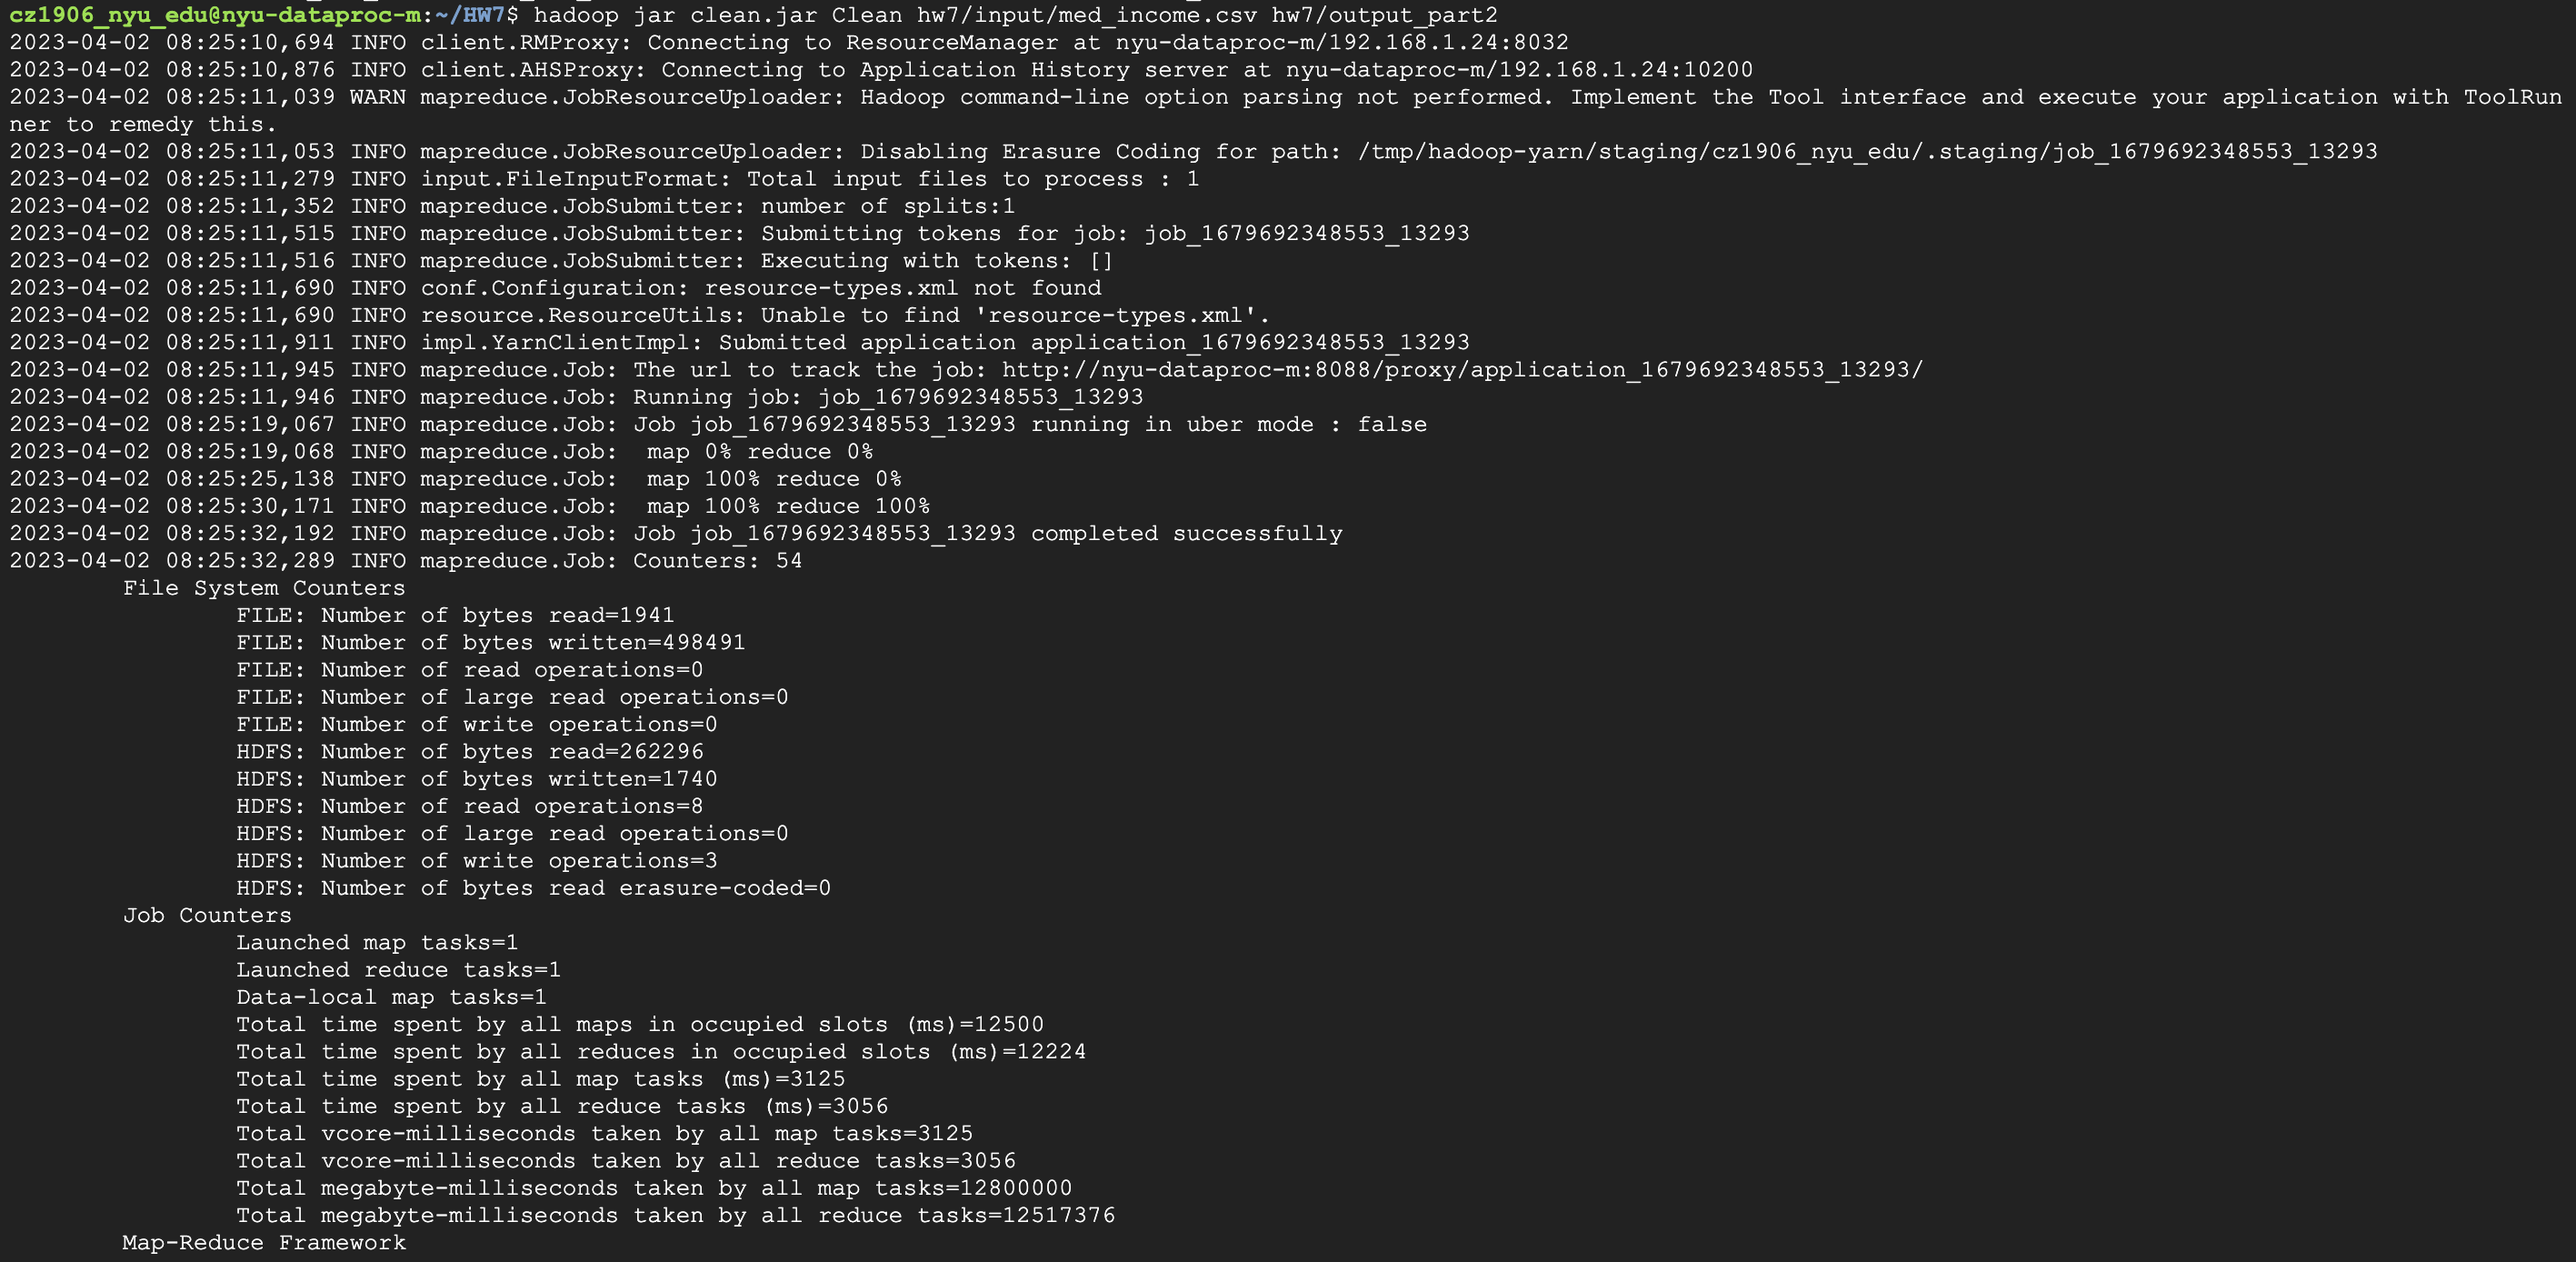 cz1906_nyu_edu@nyu-dataproc-m:~/HW7$ hadoop jar clean.jar Clean hw7/input/med_income.csv hw7/output_part2
2023-04-02 08:25:10,694 INFO client.RMProxy: Connecting to ResourceManager at nyu-dataproc-m/192.168.1.24:8032
2023-04-02 08:25:10,876 INFO client.AHSProxy: Connecting to Application History server at nyu-dataproc-m/192.168.1.24:10200
2023-04-02 08:25:11,039 WARN mapreduce.JobResourceUploader: Hadoop command-line option parsing not performed. Implement the Tool interface and execute your application with ToolRun
ner to remedy this.
2023-04-02 08:25:11,053 INFO mapreduce.JobResourceUploader: Disabling Erasure Coding for path: /tmp/hadoop-yarn/staging/cz1906_nyu_edu/.staging/job_1679692348553_13293
2023-04-02 08:25:11,279 INFO input.FileInputFormat: Total input files to process : 1
2023-04-02 08:25:11,352 INFO mapreduce.JobSubmitter: number of splits:1
2023-04-02 08:25:11,515 INFO mapreduce.JobSubmitter: Submitting tokens for job: job_1679692348553_13293
2023-04-02 08:25:11,516 INFO mapreduce.JobSubmitter: Executing with tokens: []
2023-04-02 08:25:11,690 INFO conf.Configuration: resource-types.xml not found
2023-04-02 08:25:11,690 INFO resource.ResourceUtils: Unable to find 'resource-types.xml'.
2023-04-02 08:25:11,911 INFO impl.YarnClientImpl: Submitted application application_1679692348553_13293
2023-04-02 08:25:11,945 INFO mapreduce.Job: The url to track the job: http://nyu-dataproc-m:8088/proxy/application_1679692348553_13293/
2023-04-02 08:25:11,946 INFO mapreduce.Job: Running job: job_1679692348553_13293
2023-04-02 08:25:19,067 INFO mapreduce.Job: Job job_1679692348553_13293 running in uber mode : false
2023-04-02 08:25:19,068 INFO mapreduce.Job:  map 0% reduce 0%
2023-04-02 08:25:25,138 INFO mapreduce.Job:  map 100% reduce 0%
2023-04-02 08:25:30,171 INFO mapreduce.Job:  map 100% reduce 100%
2023-04-02 08:25:32,192 INFO mapreduce.Job: Job job_1679692348553_13293 completed successfully
2023-04-02 08:25:32,289 INFO mapreduce.Job: Counters: 54
File System Counters
FILE: Number of bytes read=1941
FILE: Number of bytes written=498491
FILE: Number of read operations=0
FILE: Number of large read operations=0
FILE: Number of write operations=0
HDFS: Number of bytes read=262296
HDFS: Number of bytes written=1740
HDFS: Number of read operations=8
HDFS: Number of large read operations=0
HDFS: Number of write operations=3
HDFS: Number of bytes read erasure-coded=0
Job Counters
Launched map tasks=1
Launched reduce tasks=1
Data-local map tasks=1
Total time spent by all maps in occupied slots (ms)=12500
Total time spent by all reduces in occupied slots (ms)=12224
Total time spent by all map tasks (ms)=3125
Total time spent by all reduce tasks (ms)=3056
Total vcore-milliseconds taken by all map tasks=3125
Total vcore-milliseconds taken by all reduce tasks=3056
Total megabyte-milliseconds taken by all map tasks=12800000
Total megabyte-milliseconds taken by all reduce tasks=12517376
Map-Reduce Framework